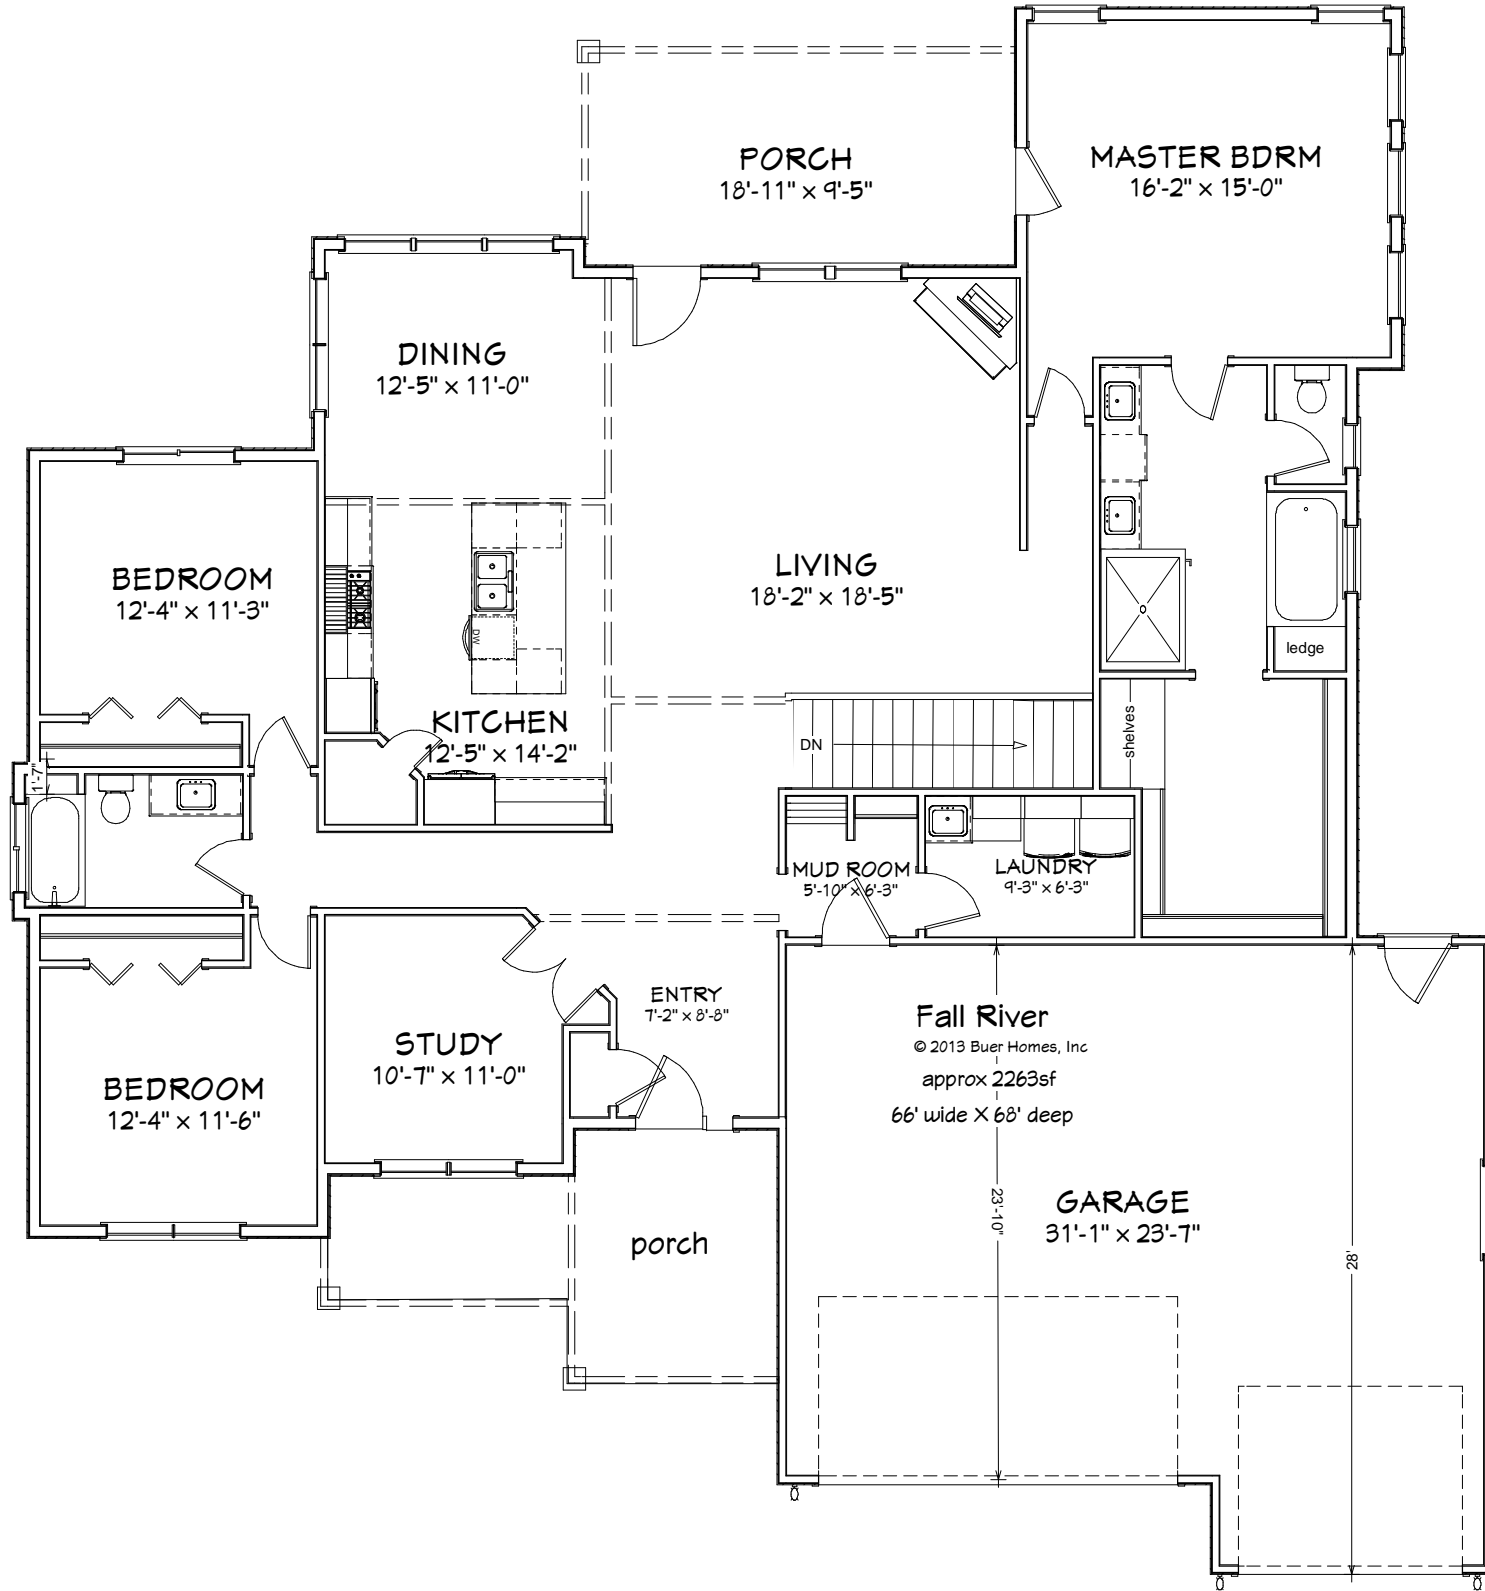 PORCH
18'-11" x 9'-5"
MASTER BDRM
16'-2" x 15'-0"
DINING
12'-5" x 11'-0"
BEDROOM
12'-4" x 11'-3"
LIVING
18'-2" x 18'-5"
DW
ledge
KITCHEN
12'-5" x 14'-2"
DN
shelves
1'-7"
MUD ROOM
5'-10" x 6'-3"
LAUNDRY
9'-3" x 6'-3"
ENTRY
7'-2" x 8'-8"
STUDY
10'-7" x 11'-0"
BEDROOM
12'-4" x 11'-6"
Fall River
© 2013 Buer Homes, Inc
approx 2263sf
66' wide X 68' deep
23'-10"
GARAGE
31'-1" x 23'-7"
28'
porch